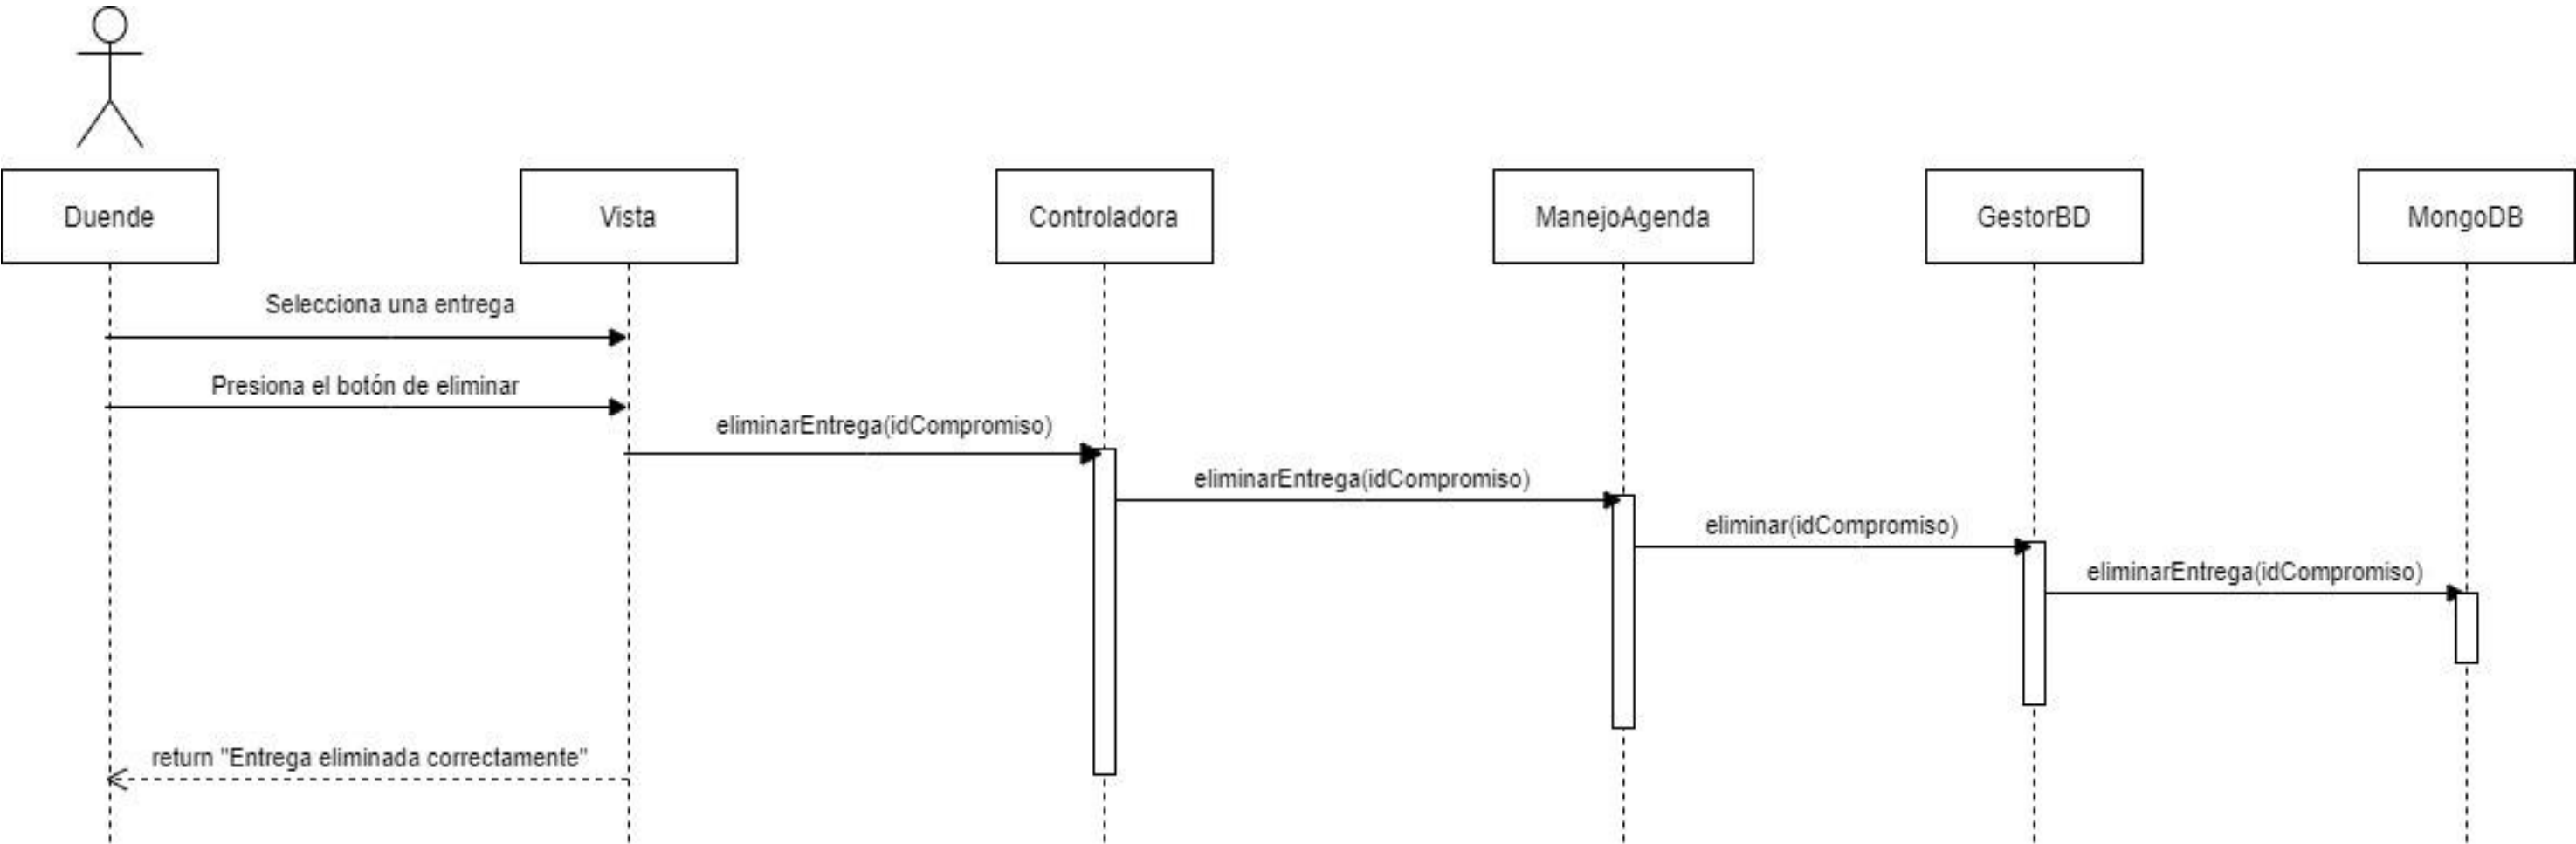 Duende
Vista
Controladora
ManejoAgenda
GestorBD
MongoDB
Selecciona una entrega
Presiona el botón de eliminar
eliminarEntrega(idCompromiso)
eliminarEntrega(idCompromiso)
eliminar(idCompromiso)
eliminarEntrega(idCompromiso)
return "Entrega eliminada correctamente"